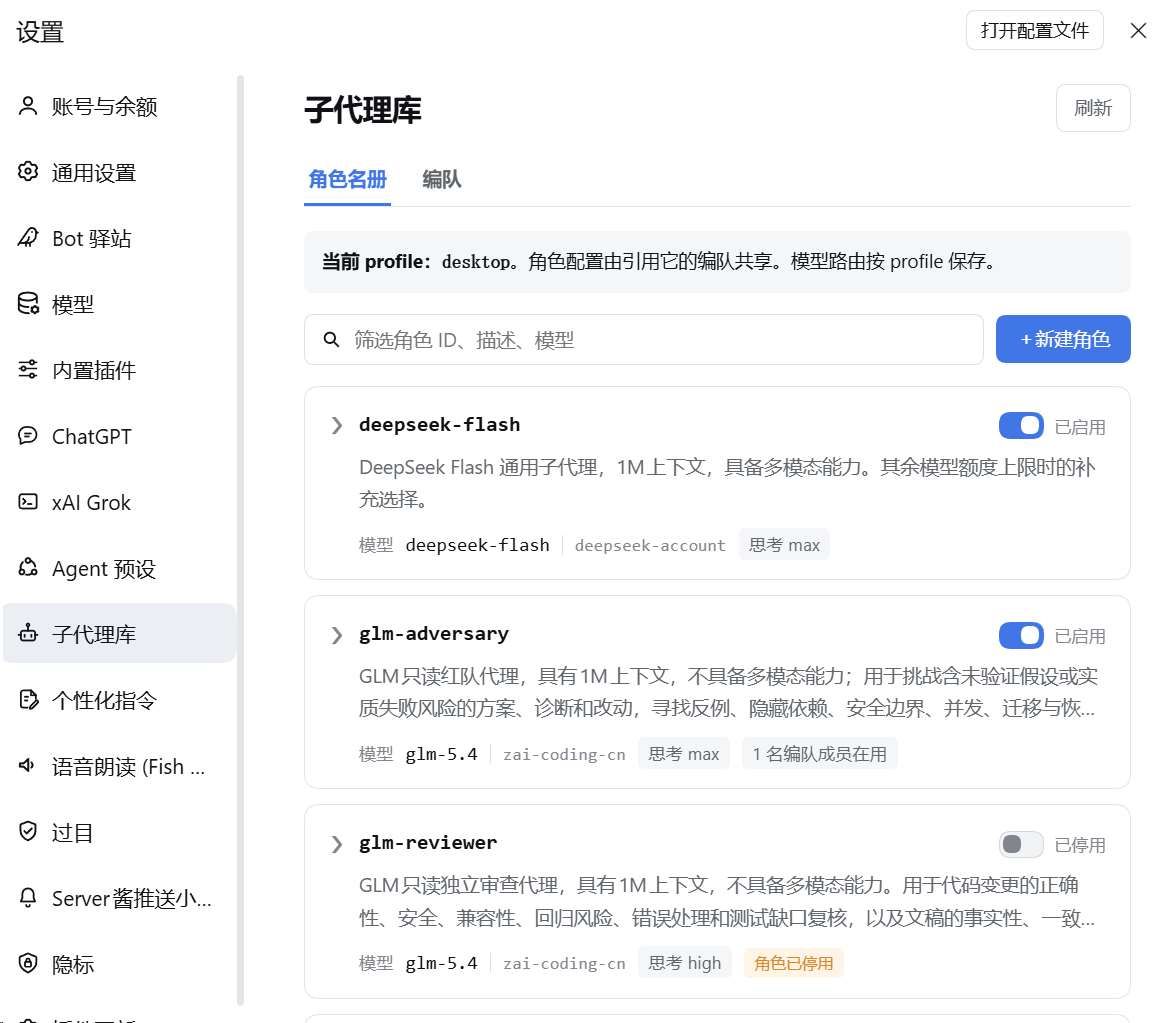 设置
打开配置文件
账号与余额
通用设置
Bot 驿站
模型
内置插件
ChatGPT
xAI Grok
Agent 预设
子代理库
个性化指令
语音朗读 (Fish ...
过目
Server酱推送小...
隐标
子代理库
刷新
角色名册
编队
当前 profile：desktop。角色配置由引用它的编队共享。模型路由按 profile 保存。
筛选角色 ID、描述、模型
+ 新建角色
deepseek-flash
已启用
DeepSeek Flash 通用子代理，1M 上下文，具备多模态能力。其余模型额度上限时的补
充选择。
模型 deepseek-flash deepseek-account 思考 max
glm-adversary
已启用
GLM 只读红队代理，具有 1M 上下文，不具备多模态能力；用于挑战含未验证假设或实
质失败风险的方案、诊断和改动，寻找反例、隐藏依赖、安全边界、并发、迁移与恢...
模型 glm-5.4 zai-coding-cn 思考 max 1 名编队成员在用
glm-reviewer
已停用
GLM 只读独立审查代理，具有 1M 上下文，不具备多模态能力。用于代码变更的正确
性、安全、兼容性、回归风险、错误处理和测试缺口复核，以及文稿的事实性、一致...
模型 glm-5.4 zai-coding-cn 思考 high 角色已停用